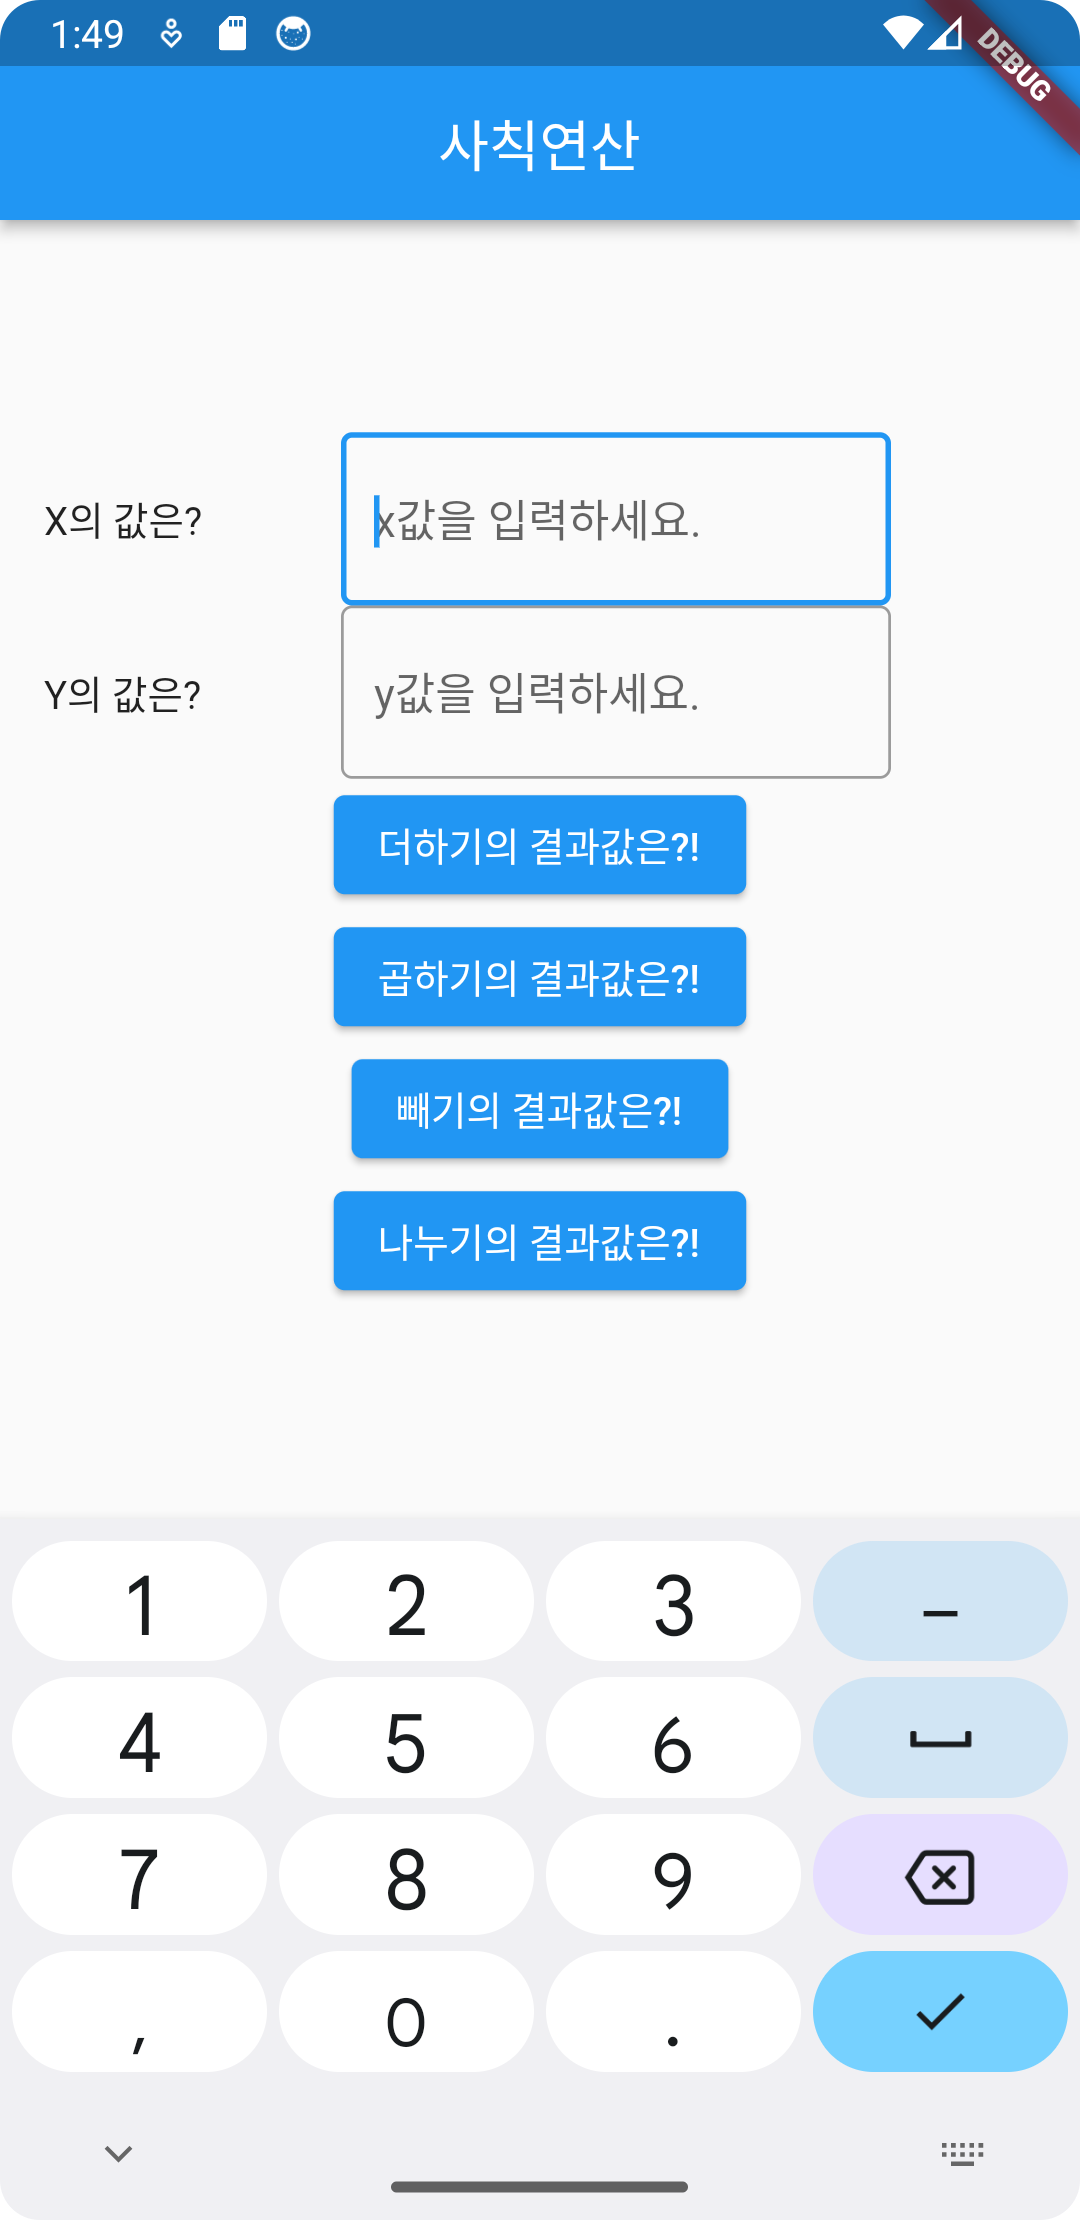 1:49
DEBUG
사칙연산
X의 값은?
x값을 입력하세요.
Y의 값은?
y값을 입력하세요.
더하기의 결과값은?!
곱하기의 결과값은?!
빼기의 결과값은?!
나누기의 결과값은?!
1 2 3 –
4 5 6
7 8 9
, 0 .